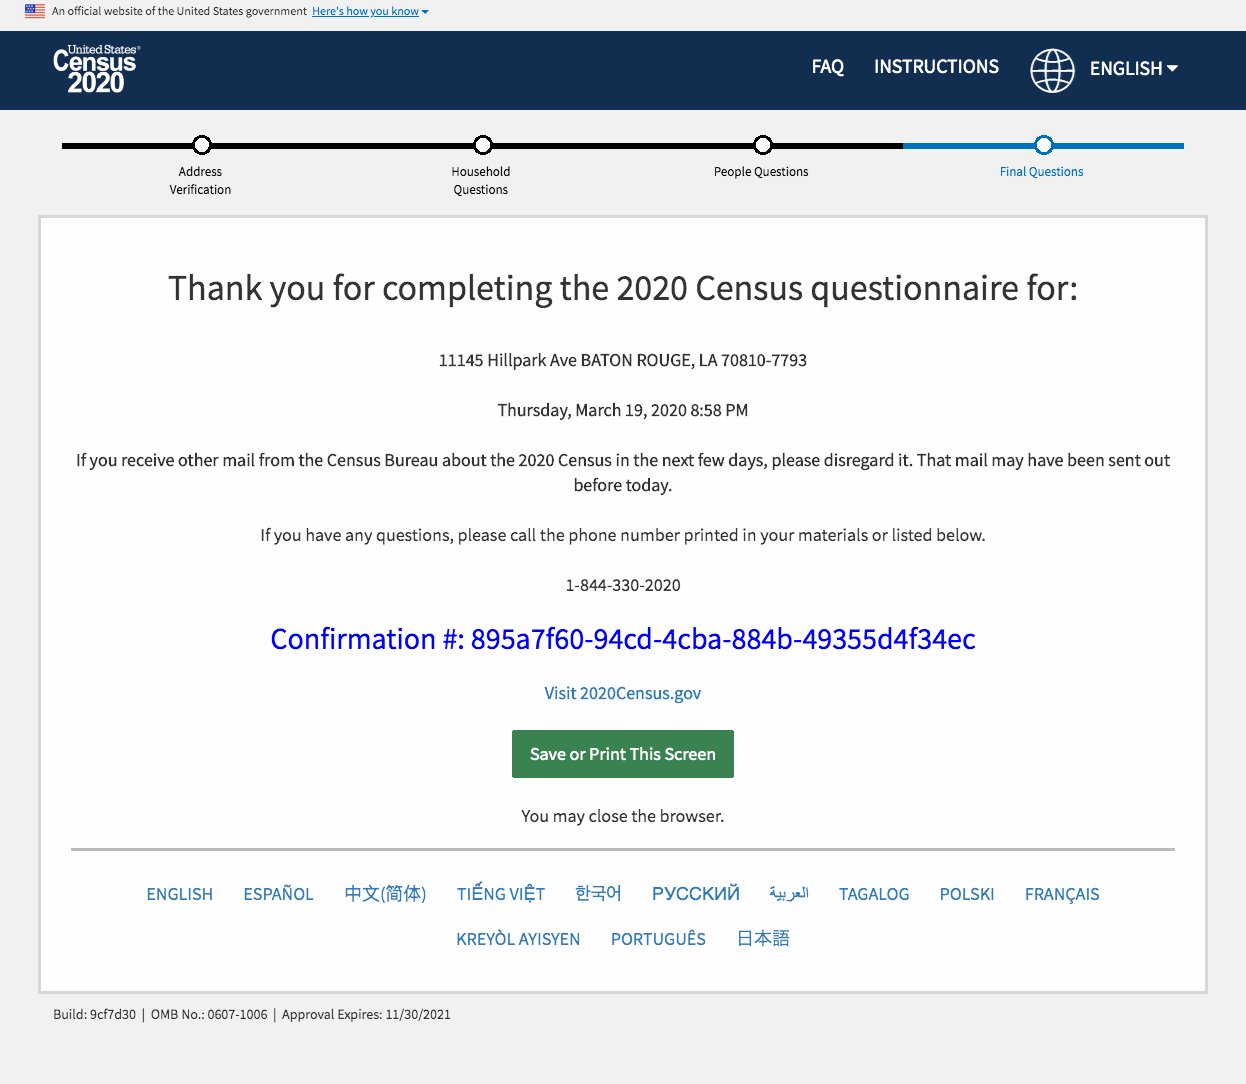 An official website of the United States government Here's how you know
United States®
Census
2020
FAQ INSTRUCTIONS ENGLISH
Address
Verification
Household
Questions
People Questions
Final Questions
Thank you for completing the 2020 Census questionnaire for:
11145 Hillpark Ave BATON ROUGE, LA 70810-7793
Thursday, March 19, 2020 8:58 PM
If you receive other mail from the Census Bureau about the 2020 Census in the next few days, please disregard it. That mail may have been sent out
before today.
If you have any questions, please call the phone number printed in your materials or listed below.
1-844-330-2020
Confirmation #: 895a7f60-94cd-4cba-884b-49355d4f34ec
Visit 2020Census.gov
Save or Print This Screen
You may close the browser.
ENGLISH ESPAÑOL 中文(简体) TIẾNG VIỆT 한국어 РУССКИЙ العربية TAGALOG POLSKI FRANÇAIS
KREYÒL AYISYEN PORTUGUÊS 日本語
Build: 9cf7d30 | OMB No.: 0607-1006 | Approval Expires: 11/30/2021